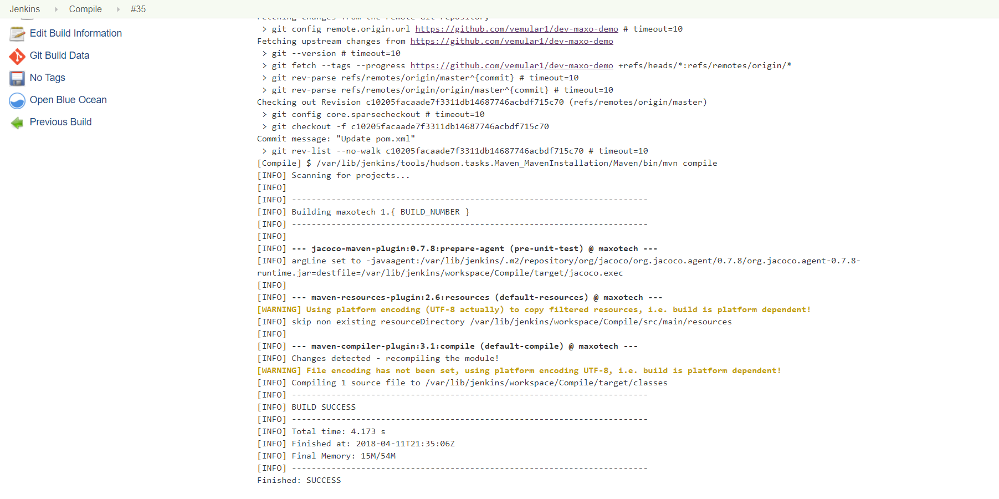 Jenkins Compile #35
Edit Build Information
Git Build Data
No Tags
Open Blue Ocean
Previous Build
Fetching changes from the remote Git repository
> git config remote.origin.url https://github.com/vemular1/dev-maxo-demo # timeout=10
Fetching upstream changes from https://github.com/vemular1/dev-maxo-demo
> git --version # timeout=10
> git fetch --tags --progress https://github.com/vemular1/dev-maxo-demo +refs/heads/*:refs/remotes/origin/*
> git rev-parse refs/remotes/origin/master^{commit} # timeout=10
> git rev-parse refs/remotes/origin/origin/master^{commit} # timeout=10
Checking out Revision c10205facaade7f3311db14687746acbdf715c70 (refs/remotes/origin/master)
> git config core.sparsecheckout # timeout=10
> git checkout -f c10205facaade7f3311db14687746acbdf715c70
Commit message: "Update pom.xml"
> git rev-list --no-walk c10205facaade7f3311db14687746acbdf715c70 # timeout=10
[Compile] $ /var/lib/jenkins/tools/hudson.tasks.Maven_MavenInstallation/Maven/bin/mvn compile
[INFO] Scanning for projects...
[INFO]
[INFO] ------------------------------------------------------------------------
[INFO] Building maxotech 1.{ BUILD_NUMBER }
[INFO] ------------------------------------------------------------------------
[INFO]
[INFO] --- jacoco-maven-plugin:0.7.8:prepare-agent (pre-unit-test) @ maxotech ---
[INFO] argLine set to -javaagent:/var/lib/jenkins/.m2/repository/org/jacoco/org.jacoco.agent/0.7.8/org.jacoco.agent-0.7.8-
runtime.jar=destfile=/var/lib/jenkins/workspace/Compile/target/jacoco.exec
[INFO]
[INFO] --- maven-resources-plugin:2.6:resources (default-resources) @ maxotech ---
[WARNING] Using platform encoding (UTF-8 actually) to copy filtered resources, i.e. build is platform dependent!
[INFO] skip non existing resourceDirectory /var/lib/jenkins/workspace/Compile/src/main/resources
[INFO]
[INFO] --- maven-compiler-plugin:3.1:compile (default-compile) @ maxotech ---
[INFO] Changes detected - recompiling the module!
[WARNING] File encoding has not been set, using platform encoding UTF-8, i.e. build is platform dependent!
[INFO] Compiling 1 source file to /var/lib/jenkins/workspace/Compile/target/classes
[INFO] ------------------------------------------------------------------------
[INFO] BUILD SUCCESS
[INFO] ------------------------------------------------------------------------
[INFO] Total time: 4.173 s
[INFO] Finished at: 2018-04-11T21:35:06Z
[INFO] Final Memory: 15M/54M
[INFO] ------------------------------------------------------------------------
Finished: SUCCESS